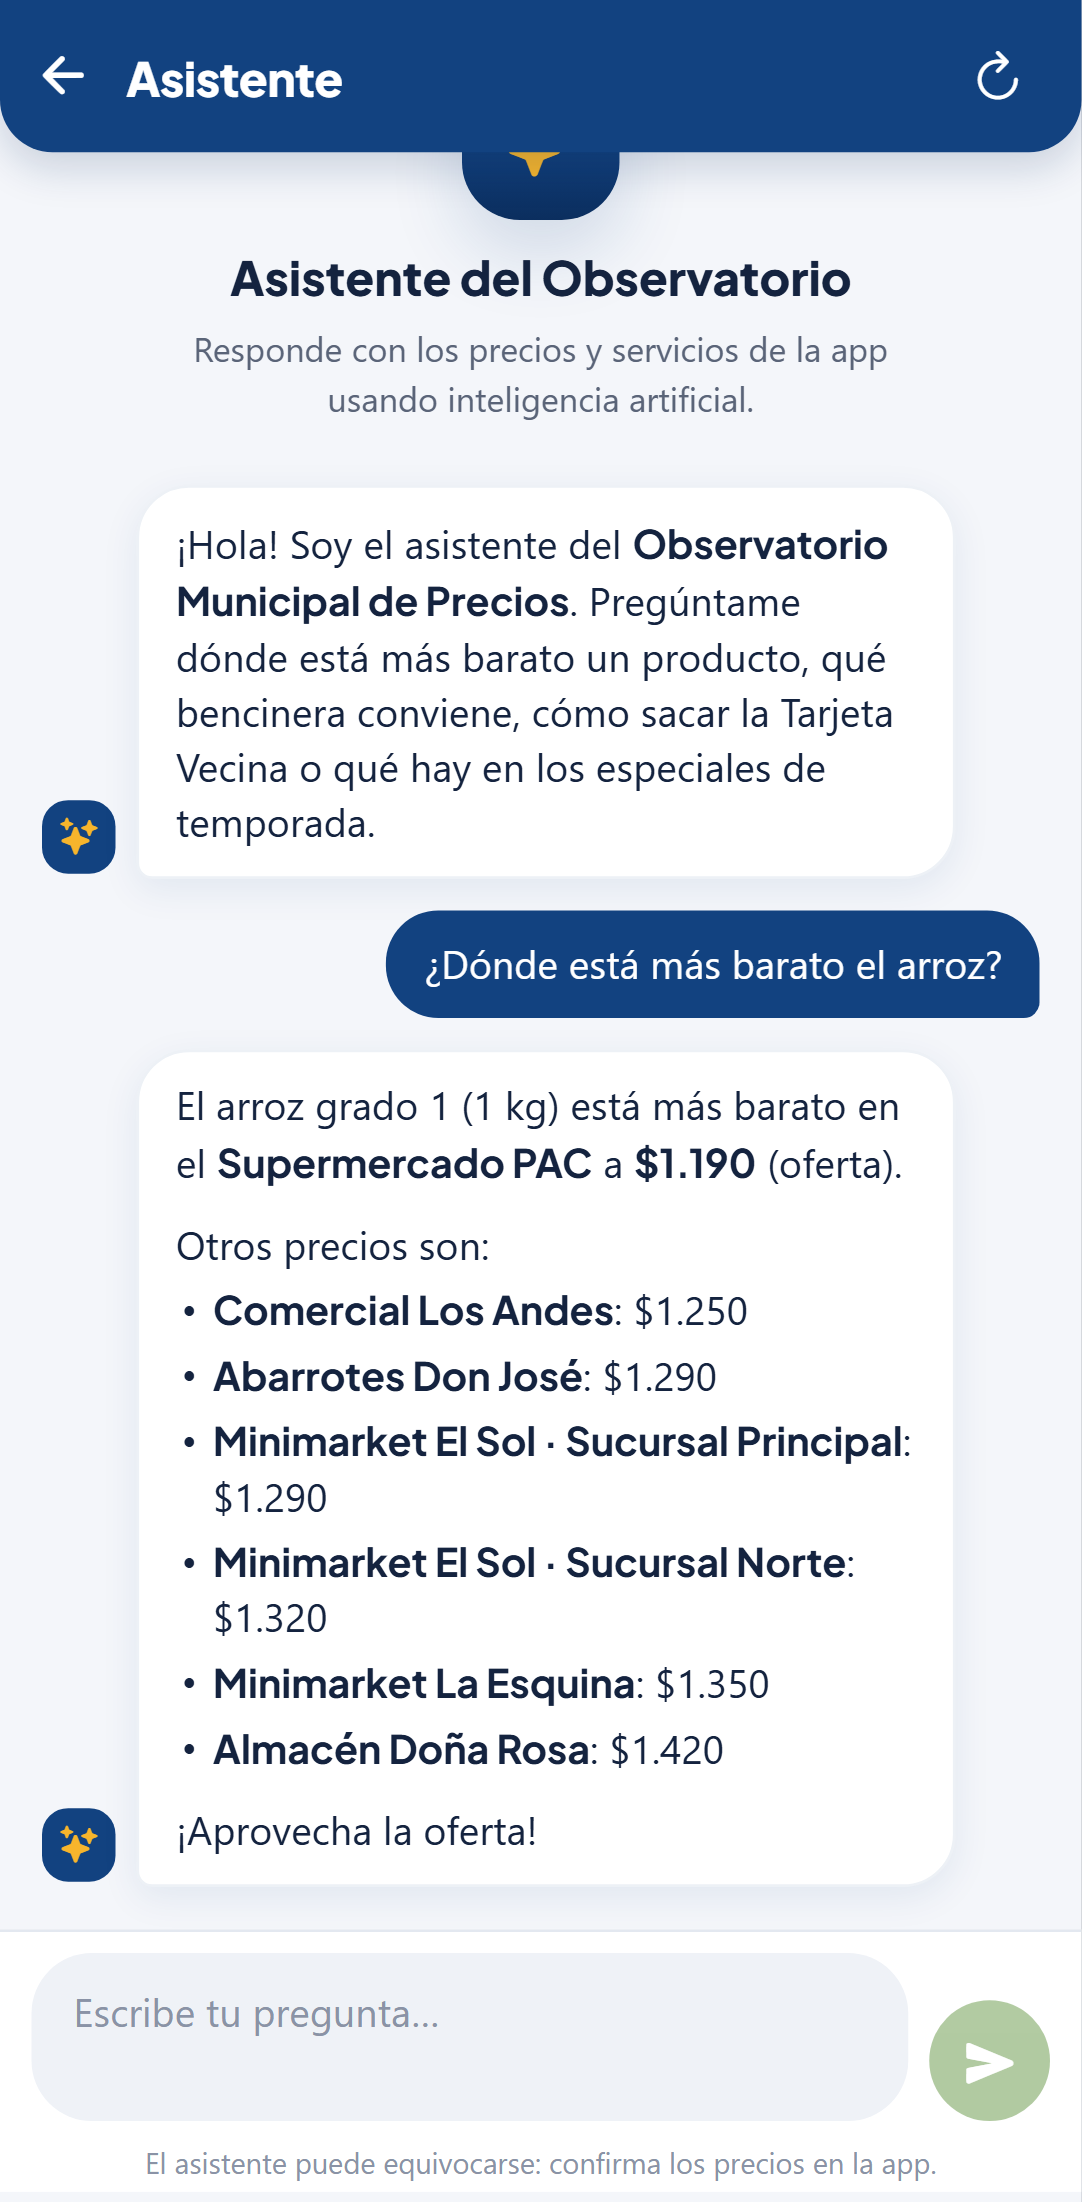 Asistente
Asistente del Observatorio
Responde con los precios y servicios de la app
usando inteligencia artificial.
¡Hola! Soy el asistente del Observatorio
Municipal de Precios. Pregúntame
dónde está más barato un producto, qué
bencinera conviene, cómo sacar la Tarjeta
Vecina o qué hay en los especiales de
temporada.
¿Dónde está más barato el arroz?
El arroz grado 1 (1 kg) está más barato en
el Supermercado PAC a $1.190 (oferta).
Otros precios son:
• Comercial Los Andes: $1.250
• Abarrotes Don José: $1.290
• Minimarket El Sol · Sucursal Principal:
$1.290
• Minimarket El Sol · Sucursal Norte:
$1.320
• Minimarket La Esquina: $1.350
• Almacén Doña Rosa: $1.420
¡Aprovecha la oferta!
Escribe tu pregunta...
El asistente puede equivocarse: confirma los precios en la app.